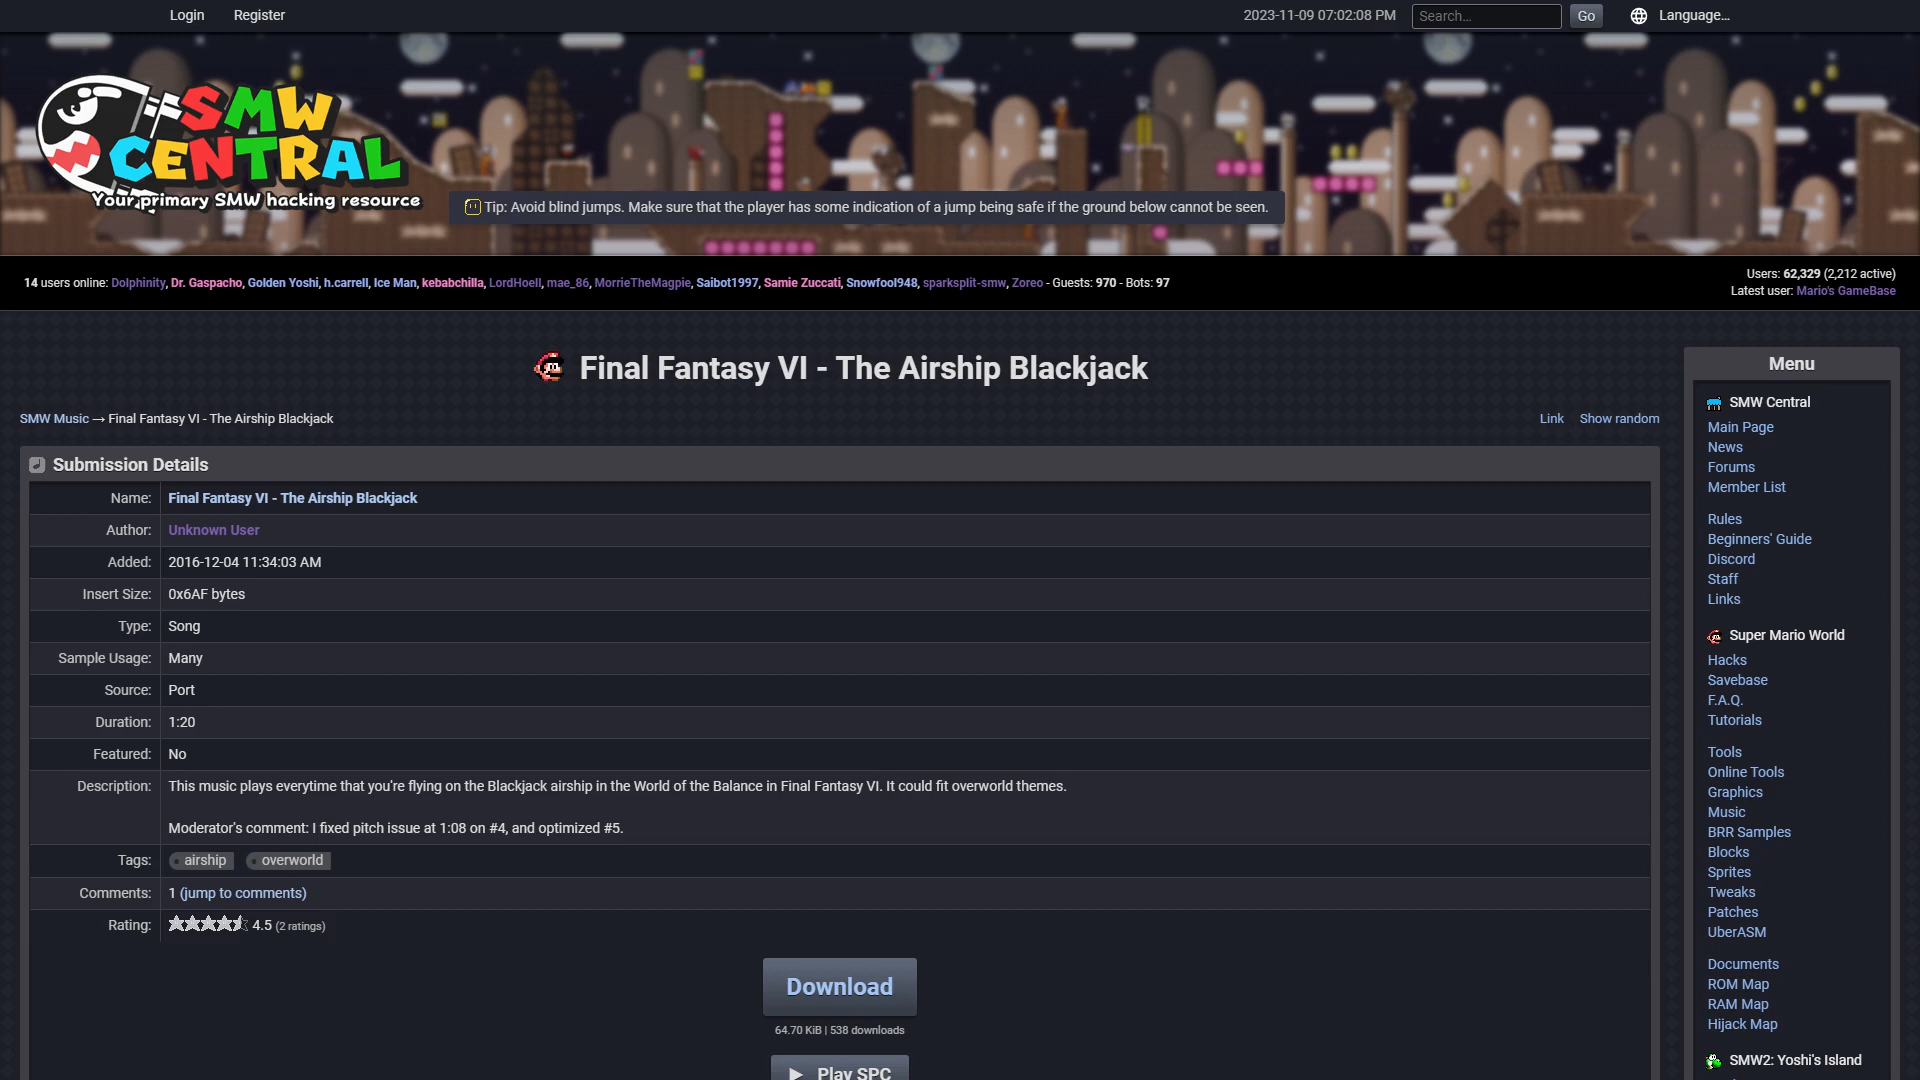 Login
Register
2023-11-09 07:02:08 PM
Search...
Go
Language...
SMW
CENTRAL
Your primary SMW hacking resource
Tip: Avoid blind jumps. Make sure that the player has some indication of a jump being safe if the ground below cannot be seen.
14 users online: Dolphinity, Dr. Gaspacho, Golden Yoshi, h.carrell, Ice Man, kebabchilla, LordHoell, mae_86, MorrieTheMagpie, Saibot1997, Samie Zuccati, Snowfool948, sparksplit-smw, Zoreo - Guests: 970 - Bots: 97
Users: 62,329 (2,212 active)
Latest user: Mario's GameBase
Final Fantasy VI - The Airship Blackjack
SMW Music → Final Fantasy VI - The Airship Blackjack
Link
Show random
Submission Details
Name: Final Fantasy VI - The Airship Blackjack
Author: Unknown User
Added: 2016-12-04 11:34:03 AM
Insert Size: 0x6AF bytes
Type: Song
Sample Usage: Many
Source: Port
Duration: 1:20
Featured: No
Description: This music plays everytime that you're flying on the Blackjack airship in the World of the Balance in Final Fantasy VI. It could fit overworld themes.
Moderator's comment: I fixed pitch issue at 1:08 on #4, and optimized #5.
Tags: airship overworld
Comments: 1 (jump to comments)
Rating: 4.5 (2 ratings)
Download
64.70 KiB | 538 downloads
Play SPC
Menu
SMW Central
Main Page
News
Forums
Member List
Rules
Beginners' Guide
Discord
Staff
Links
Super Mario World
Hacks
Savebase
F.A.Q.
Tutorials
Tools
Online Tools
Graphics
Music
BRR Samples
Blocks
Sprites
Tweaks
Patches
UberASM
Documents
ROM Map
RAM Map
Hijack Map
SMW2: Yoshi's Island